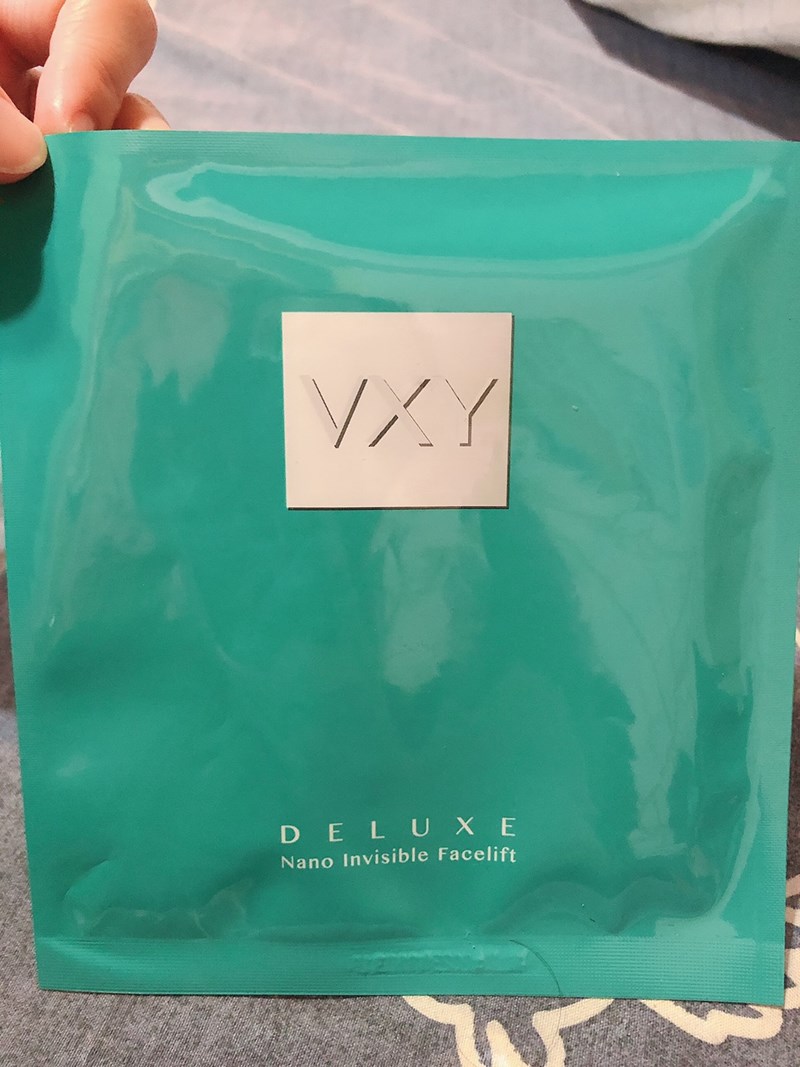 VXY
DELUXE
Nano Invisible Facelift